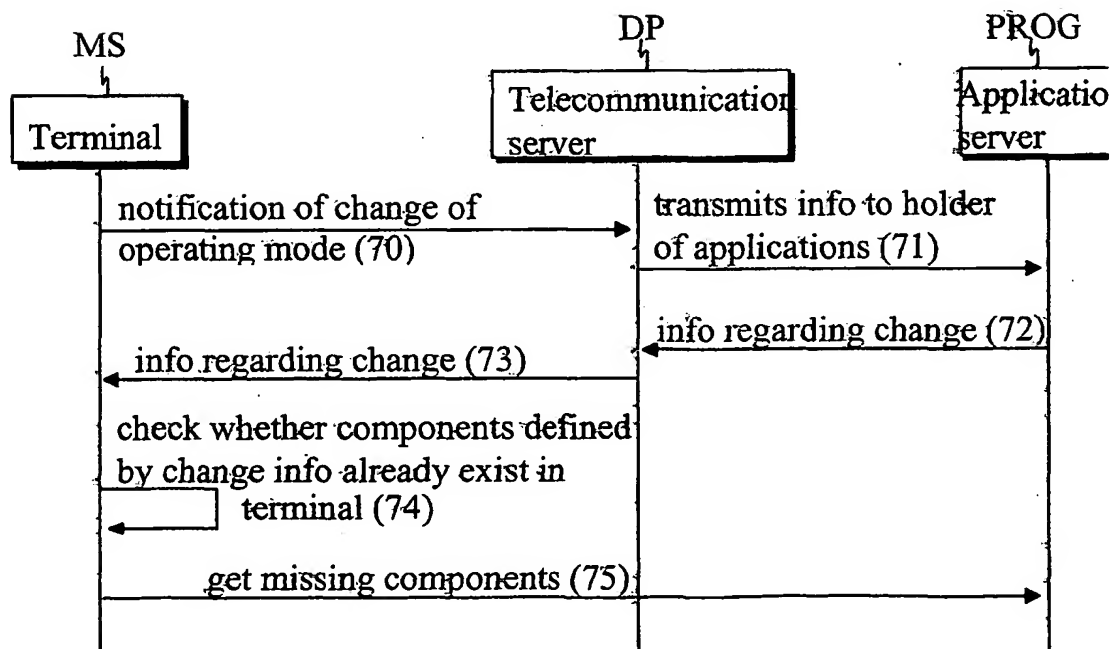 MS
DP
PROG
Terminal
Telecommunication
server
Applicatio
server
notification of change of
operating mode (70)
transmits info to holder
of applications (71)
info regarding change (72)
info regarding change (73)
check whether components defined
by change info already exist in
terminal (74)
get missing components (75)